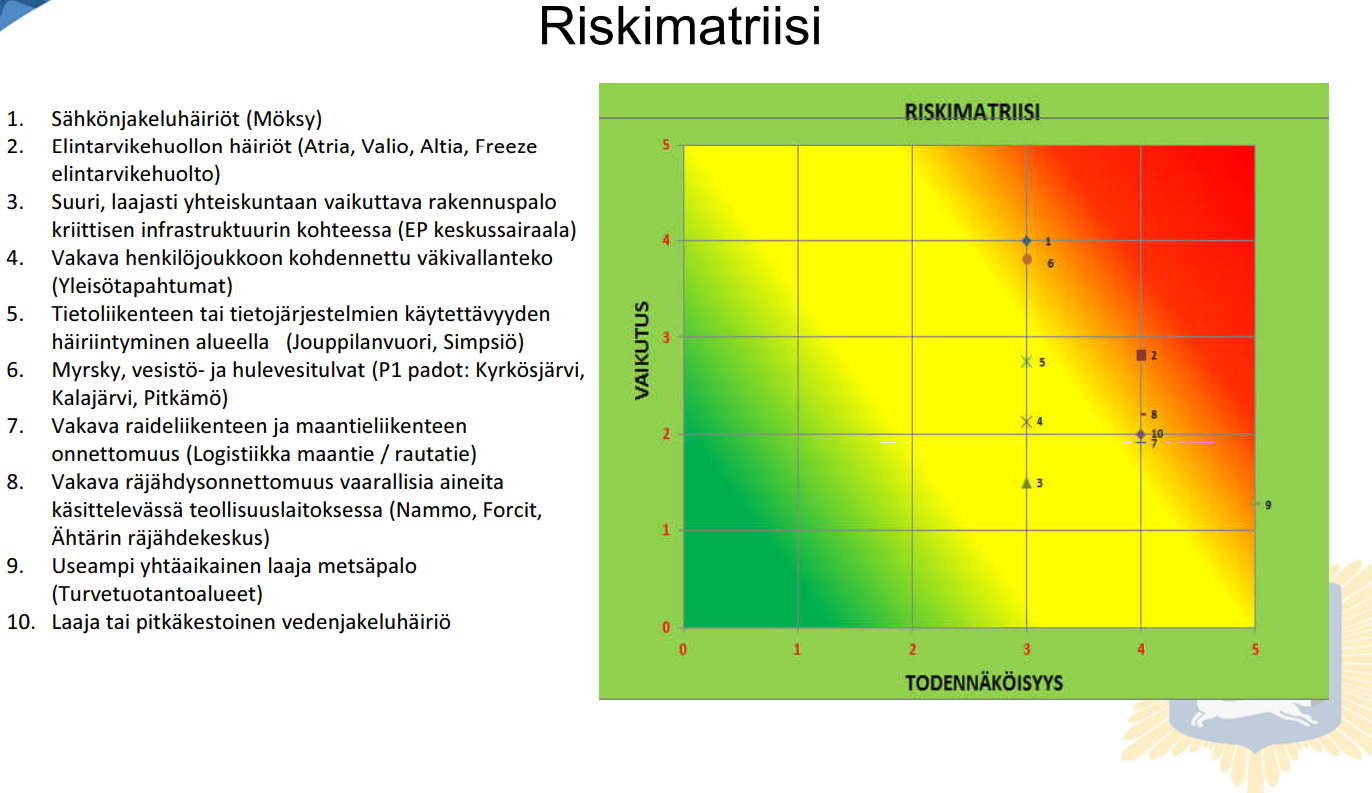 Riskimatriisi
1. Sähkönjakeluhäiriöt (Möksy)
2. Elintarvikehuollon häiriöt (Atria, Valio, Altia, Freeze
elintarvikehuolto)
3. Suuri, laajasti yhteiskuntaan vaikuttava rakennuspalo
kriittisen infrastruktuurin kohteessa (EP keskussairaala)
4. Vakava henkilöjoukkoon kohdennettu väkivallanteko
(Yleisötapahtumat)
5. Tietoliikenteen tai tietojärjestelmien käytettävyyden
häiriintyminen alueella (Jouppilanvuori, Simpsiö)
6. Myrsky, vesistö- ja hulevesitulvat (P1 padot: Kyrkösjärvi,
Kalajärvi, Pitkämö)
7. Vakava raideliikenteen ja maantieliikenteen
onnettomuus (Logistiikka maantie / rautatie)
8. Vakava räjähdysonnettomuus vaarallisia aineita
käsittelevässä teollisuuslaitoksessa (Nammo, Forcit,
Ähtärin räjähdekeskus)
9. Useampi yhtäaikainen laaja metsäpalo
(Turvetuotantoalueet)
10. Laaja tai pitkäkestoinen vedenjakeluhäiriö
RISKIMATRIISI
VAIKUTUS
5
4
3
2
1
0
1
6
5
2
4
8
10
7
3
9
0 1 2 3 4 5
TODENNÄKÖISYYS